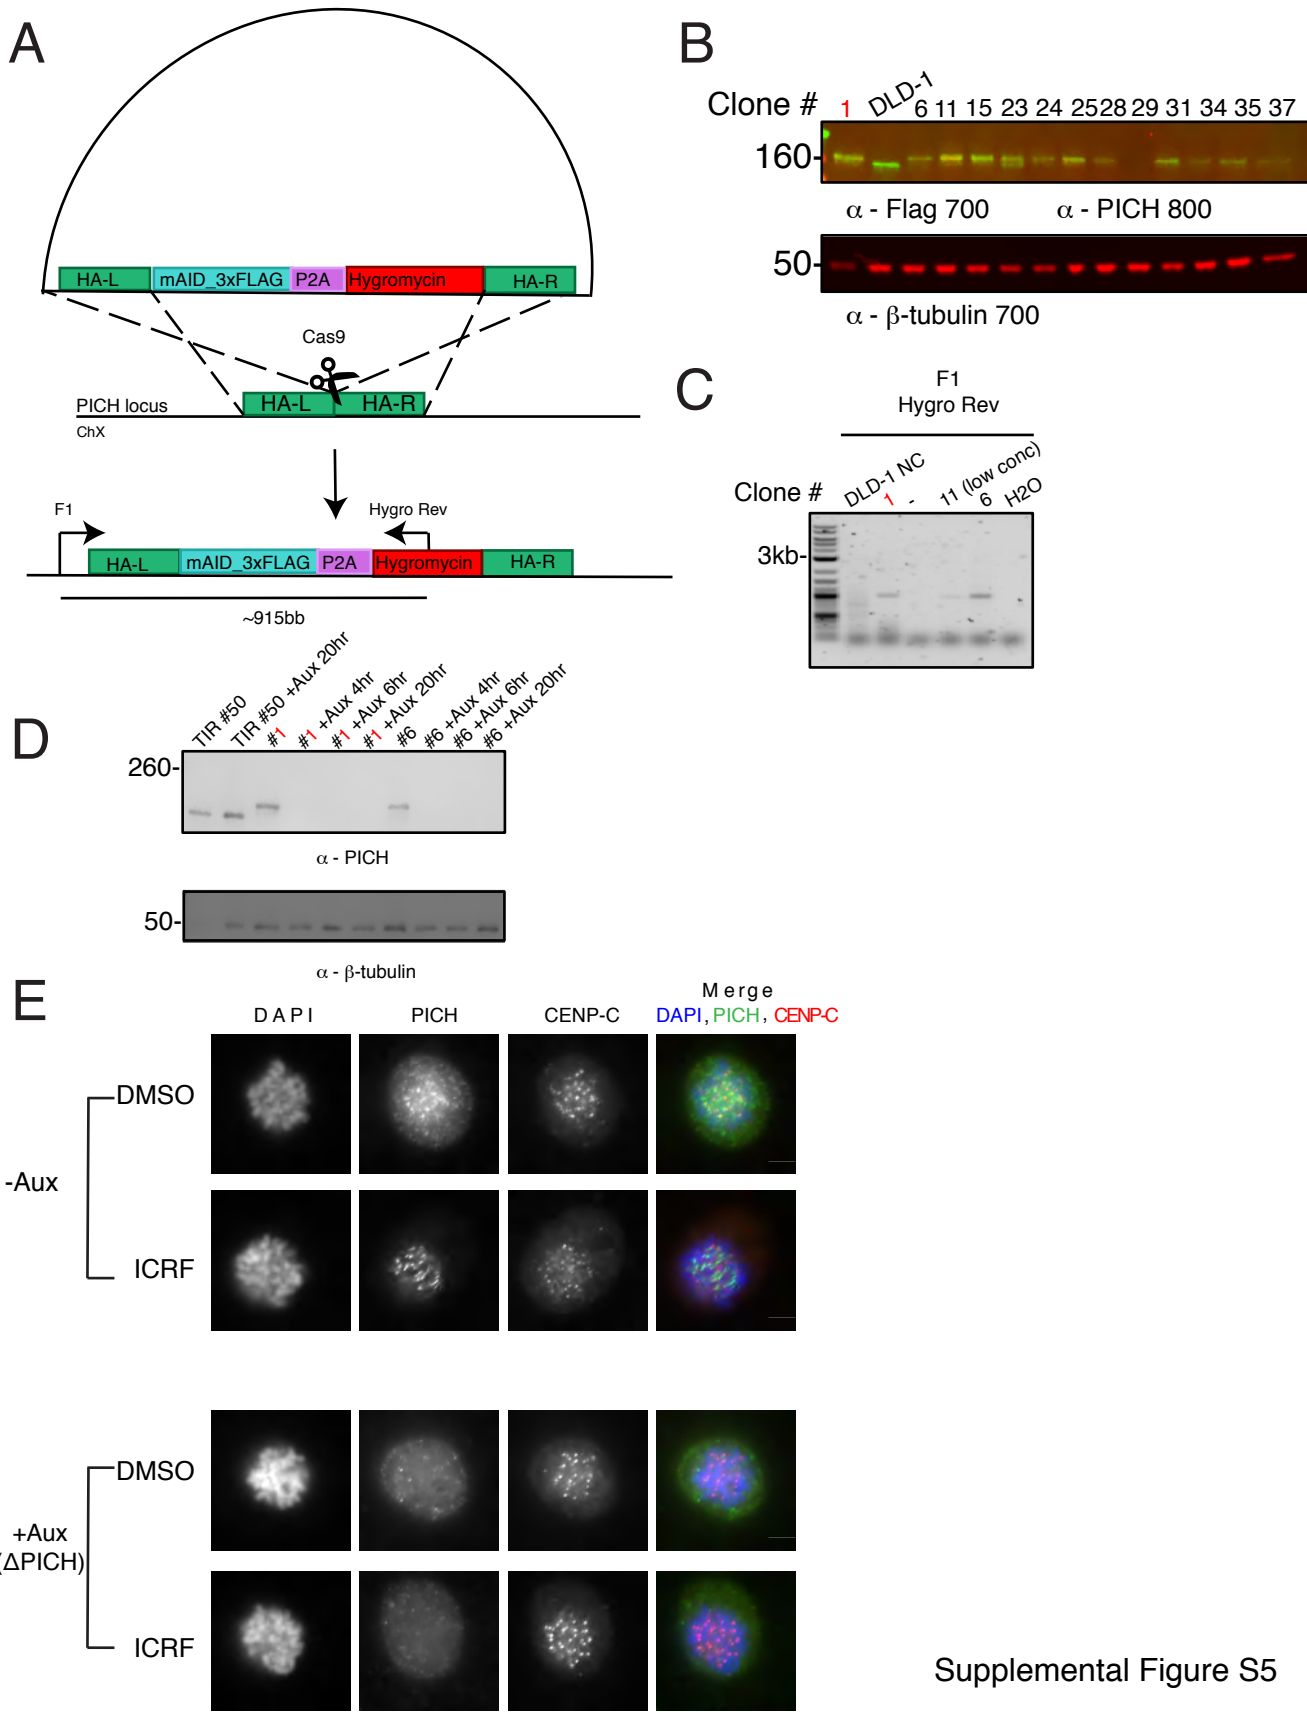 A
HA-L mAID_3xFLAG P2A Hygromycin HA-R
Cas9
HA-L HA-R
PICH locus
ChX
F1 Hygro Rev
HA-L mAID_3xFLAG P2A Hygromycin HA-R
~915bb
B
Clone # 1 DLD-1 6 11 15 23 24 25 28 29 31 34 35 37
160-
α - Flag 700 α - PICH 800
50-
α - β-tubulin 700
C
F1
Hygro Rev
Clone # DLD-1 NC 1 - 11 (low conc) 6 H2O
3kb-
D
TIR #50 TIR #50 +Aux 20hr #1 #1 +Aux 4hr #1 +Aux 6hr #1 +Aux 20hr #6 #6 +Aux 4hr #6 +Aux 6hr #6 +Aux 20hr
260-
α - PICH
50-
α - β-tubulin
E
Merge
DAPI PICH CENP-C DAPI, PICH, CENP-C
DMSO
-Aux
ICRF
DMSO
+Aux
(ΔPICH)
ICRF
Supplemental Figure S5